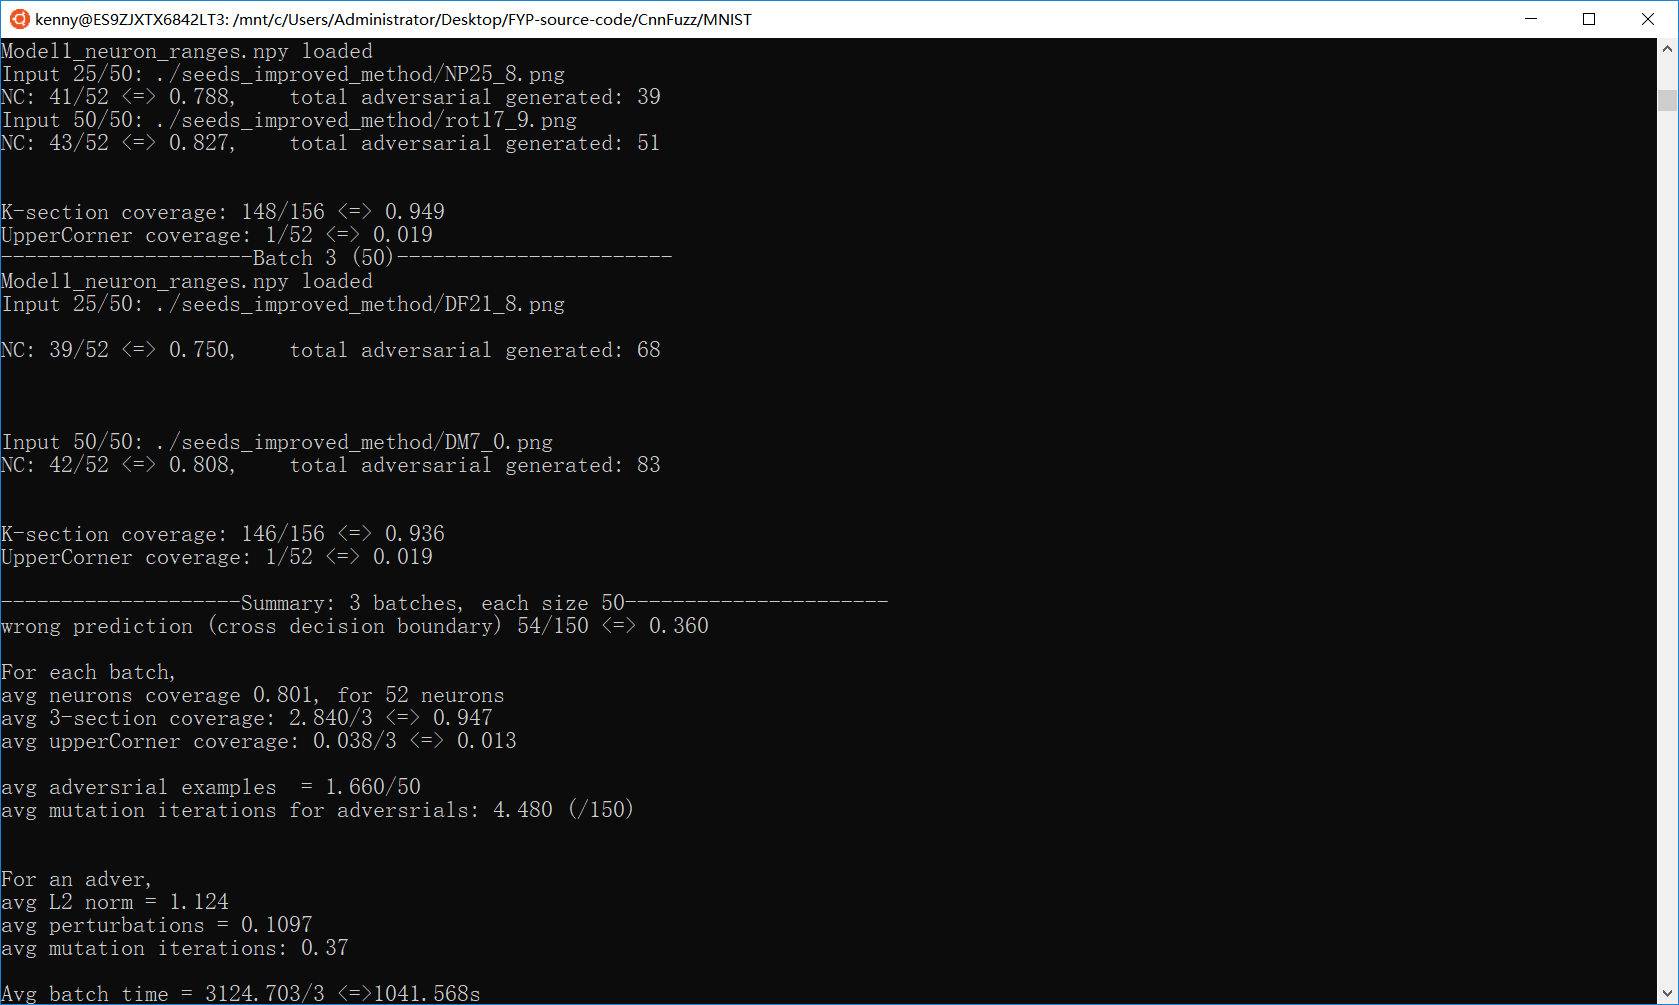 kenny@ES9ZJXTX6842LT3: /mnt/c/Users/Administrator/Desktop/FYP-source-code/CnnFuzz/MNIST
Model1_neuron_ranges.npy loaded
Input 25/50: ./seeds_improved_method/NP25_8.png
NC: 41/52 <=> 0.788,    total adversarial generated: 39
Input 50/50: ./seeds_improved_method/rot17_9.png
NC: 43/52 <=> 0.827,    total adversarial generated: 51
K-section coverage: 148/156 <=> 0.949
UpperCorner coverage: 1/52 <=> 0.019
---------------------Batch 3 (50)-----------------------
Model1_neuron_ranges.npy loaded
Input 25/50: ./seeds_improved_method/DF21_8.png
NC: 39/52 <=> 0.750,    total adversarial generated: 68
Input 50/50: ./seeds_improved_method/DM7_0.png
NC: 42/52 <=> 0.808,    total adversarial generated: 83
K-section coverage: 146/156 <=> 0.936
UpperCorner coverage: 1/52 <=> 0.019
--------------------Summary: 3 batches, each size 50----------------------
wrong prediction (cross decision boundary) 54/150 <=> 0.360
For each batch,
avg neurons coverage 0.801, for 52 neurons
avg 3-section coverage: 2.840/3 <=> 0.947
avg upperCorner coverage: 0.038/3 <=> 0.013
avg adversrial examples  = 1.660/50
avg mutation iterations for adversrials: 4.480 (/150)
For an adver,
avg L2 norm = 1.124
avg perturbations = 0.1097
avg mutation iterations: 0.37
Avg batch time = 3124.703/3 <=>1041.568s